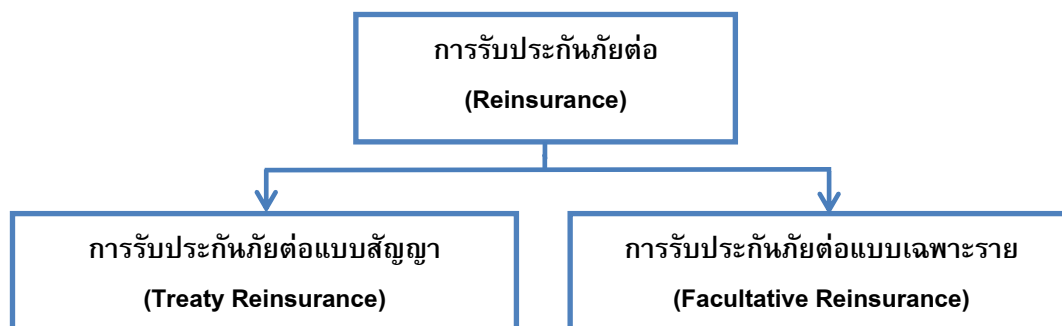 การรับประกันภัยต่อ
(Reinsurance)
การรับประกันภัยต่อแบบสัญญา
(Treaty Reinsurance)
การรับประกันภัยต่อแบบเฉพาะราย
(Facultative Reinsurance)